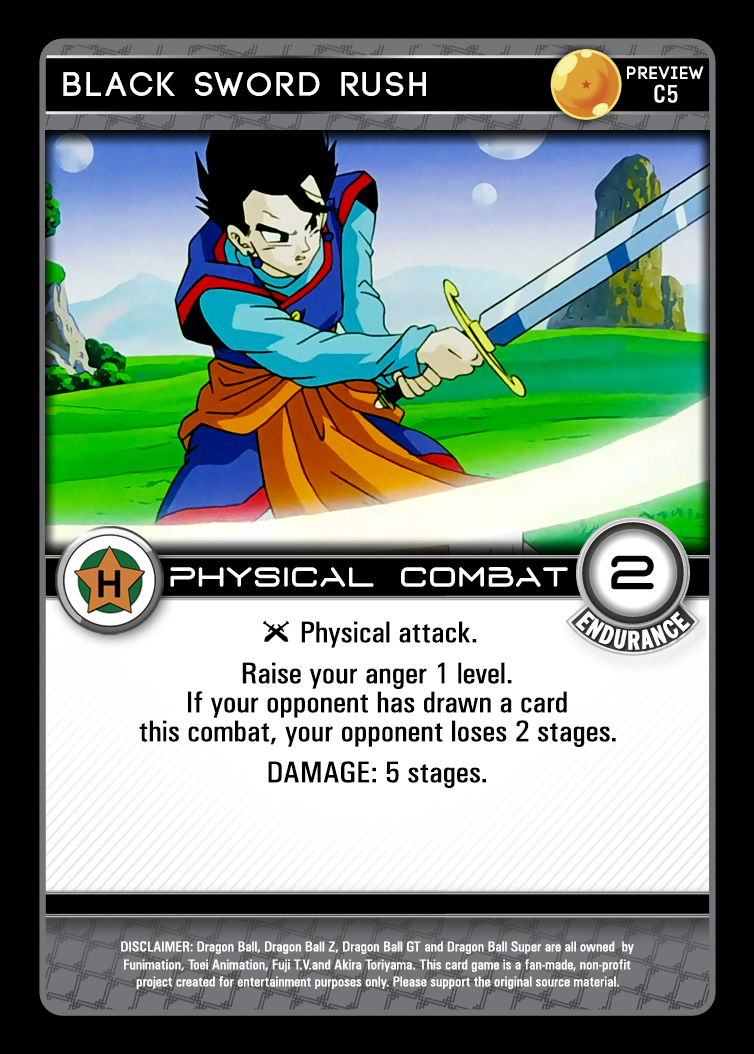 BLACK SWORD RUSH
PREVIEW
C5
H
PHYSICAL COMBAT
2
ENDURANCE
Physical attack.
Raise your anger 1 level.
If your opponent has drawn a card
this combat, your opponent loses 2 stages.
DAMAGE: 5 stages.
DISCLAIMER: Dragon Ball, Dragon Ball Z, Dragon Ball GT and Dragon Ball Super are all owned by
Funimation, Toei Animation, Fuji T.V.and Akira Toriyama. This card game is a fan-made, non-profit
project created for entertainment purposes only. Please support the original source material.